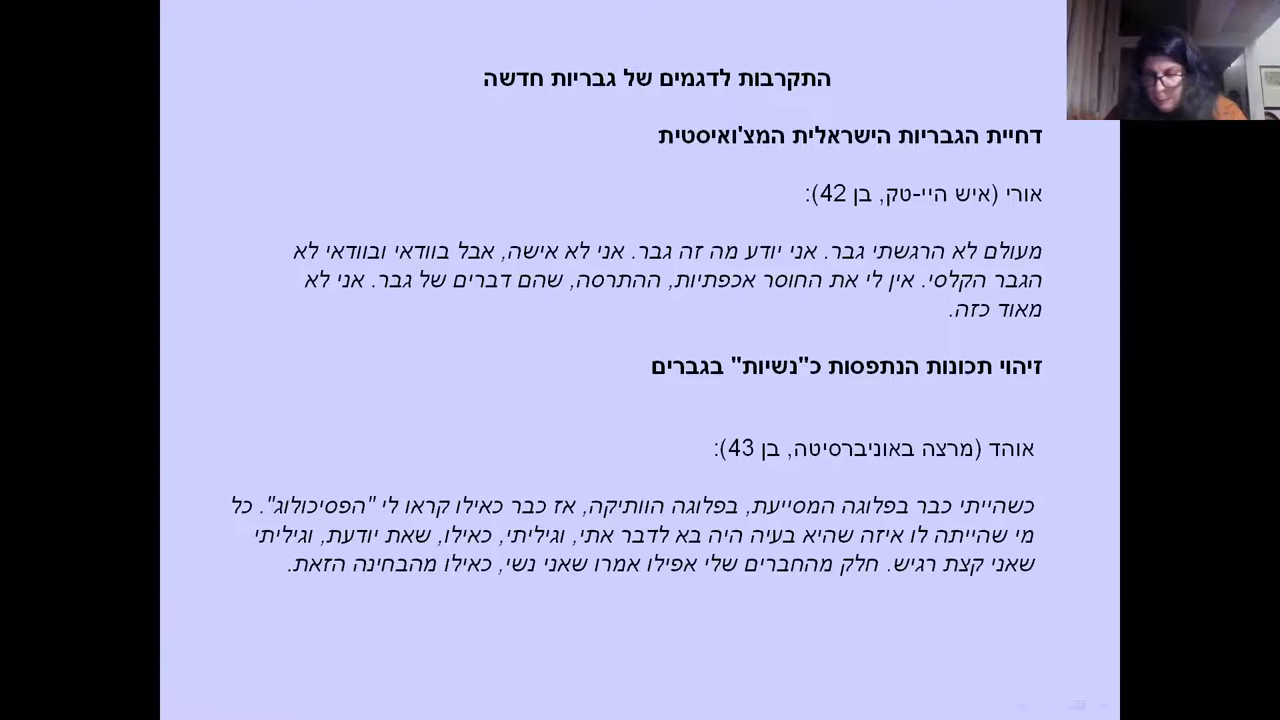 התקרבות לדגמים של גבריות חדשה
דחיית הגבריות הישראלית המצ'ואיסטית
אורי (איש היי-טק, בן 42):
מעולם לא הרגשתי גבר. אני יודע מה זה גבר. אני לא אישה, אבל בוודאי ובוודאי לא
הגבר הקלסי. אין לי את החוסר אכפתיות, ההתרסה, שהם דברים של גבר. אני לא
מאוד כזה.
זיהוי תכונות הנתפסות כ"נשיות" בגברים
אוהד (מרצה באוניברסיטה, בן 43):
כשהייתי כבר בפלוגה המסייעת, בפלוגה הוותיקה, אז כבר כאילו קראו לי "הפסיכולוג". כל
מי שהייתה לו איזה שהיא בעיה היה בא לדבר אתי, וגיליתי, כאילו, שאת יודעת, וגיליתי
שאני קצת רגיש. חלק מהחברים שלי אפילו אמרו שאני נשי, כאילו מהבחינה הזאת.